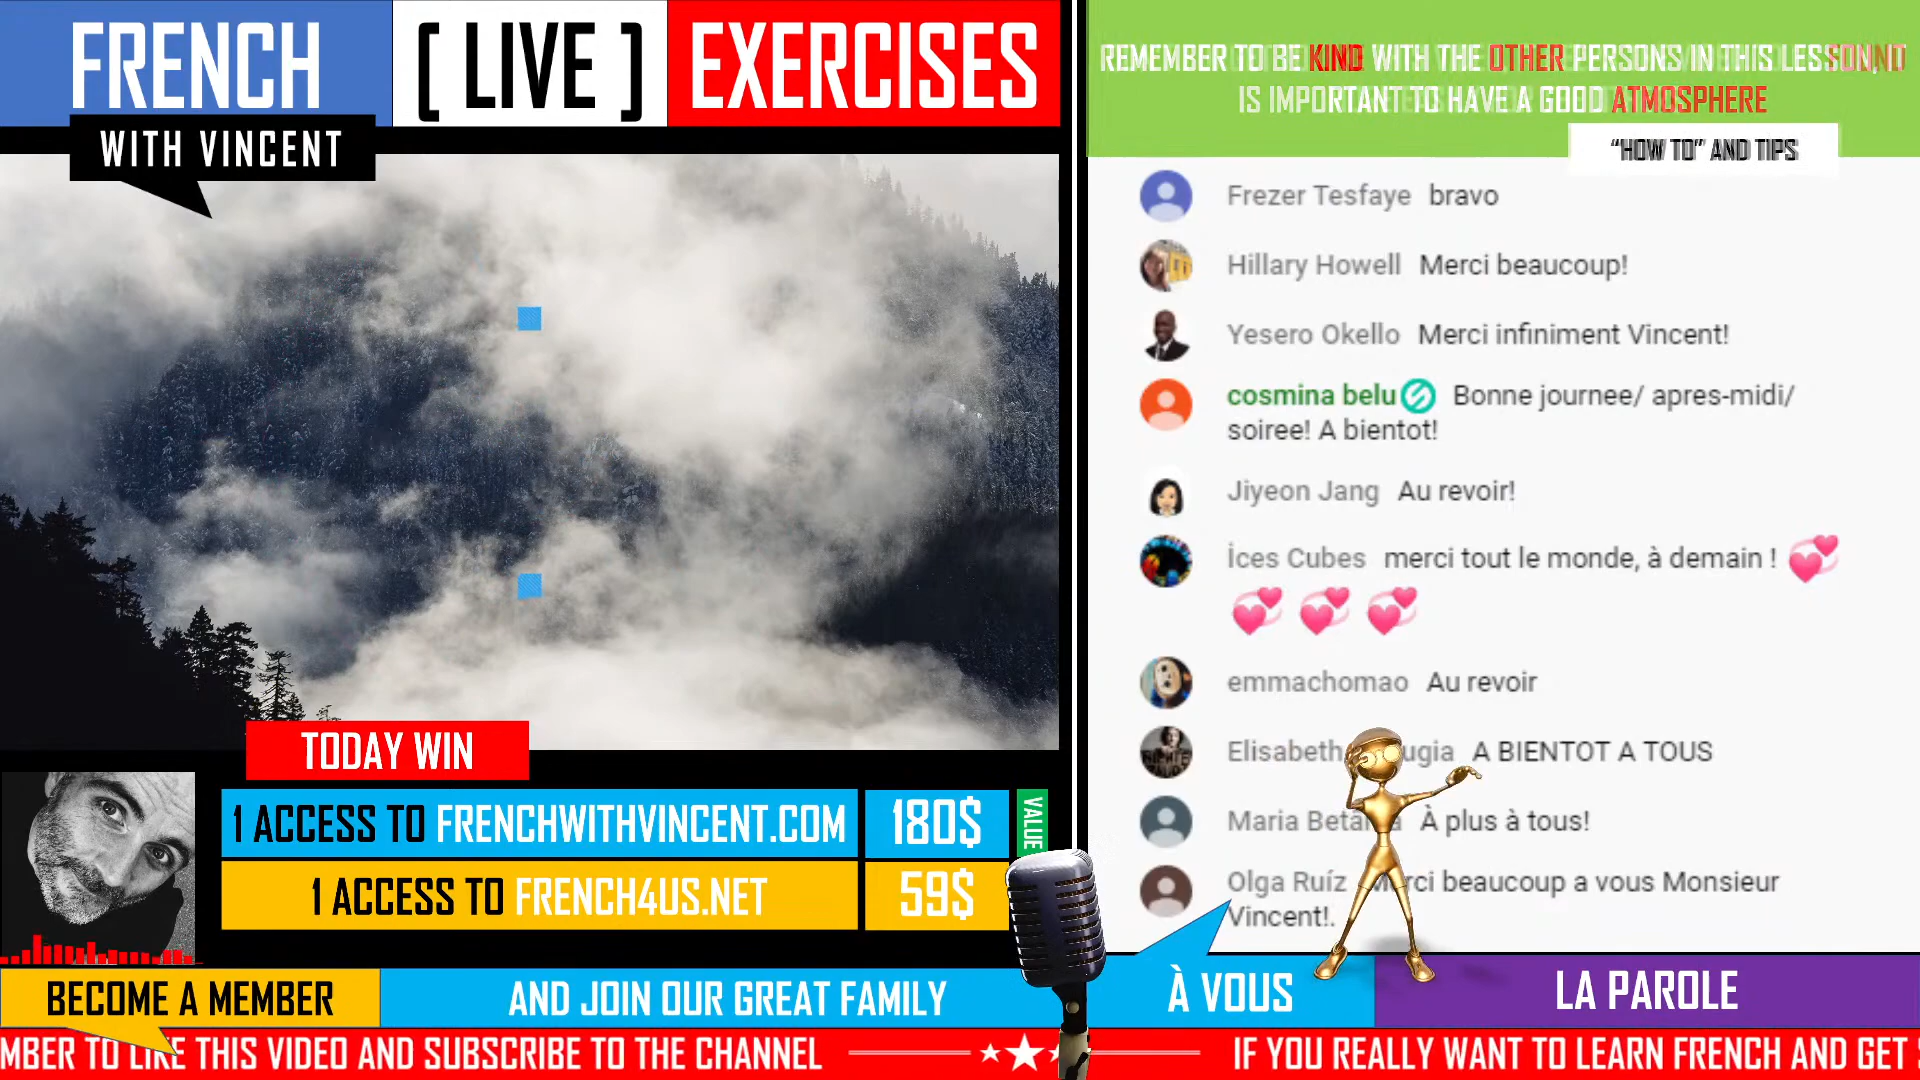 FRENCH
[ LIVE ]
EXERCISES
WITH VINCENT
REMEMBER TO BE KIND WITH THE OTHER PERSONS IN THIS
IS IMPORTANT TO HAVE A GOOD ATMOSPHERE
“HOW TO” AND TIPS
Frezer Tesfaye bravo
Hillary Howell Merci beaucoup!
Yesero Okello Merci infiniment Vincent!
cosmina belu Bonne journee/ apres-midi/
soiree! A bientot!
Jiyeon Jang Au revoir!
İces Cubes merci tout le monde, à demain !
emmachomao Au revoir
Elisabeth A BIENTOT A TOUS
Maria À plus à tous!
Olga Ruíz Merci beaucoup a vous Monsieur
Vincent!.
TODAY WIN
1 ACCESS TO FRENCHWITHVINCENT.COM 180$ VALUE
1 ACCESS TO FRENCH4US.NET 59$
BECOME A MEMBER
AND JOIN OUR GREAT FAMILY
À VOUS
LA PAROLE
MBER TO LIKE THIS VIDEO AND SUBSCRIBE TO THE CHANNEL
IF YOU REALLY WANT TO LEARN FRENCH AND GET